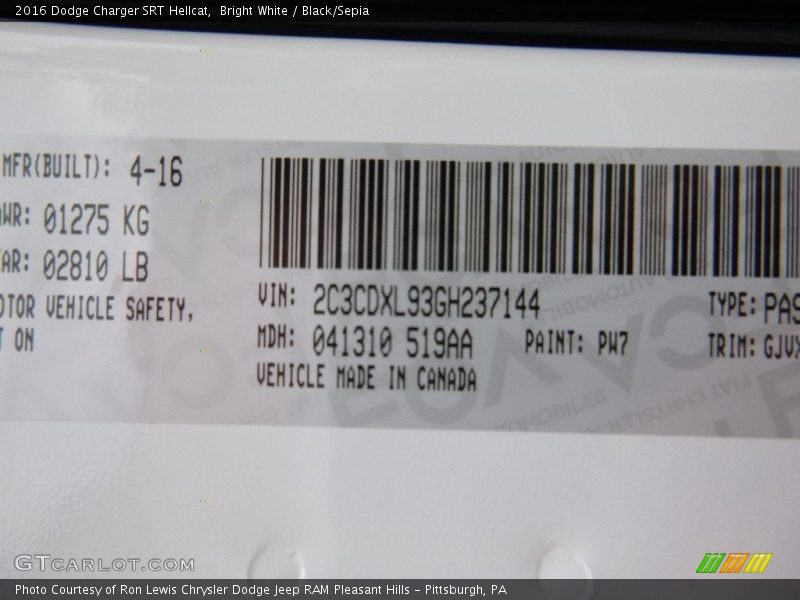 2016 Dodge Charger SRT Hellcat,  Bright White / Black/Sepia
MFR(BUILT): 4-16
WR: 01275 KG
AR: 02810 LB
OTOR VEHICLE SAFETY,
T ON
VIN: 2C3CDXL93GH237144
TYPE: PAS
MDH: 041310 519AA
PAINT: PW7
TRIM: GJVX
VEHICLE MADE IN CANADA
GTCARLOT.COM
Photo Courtesy of Ron Lewis Chrysler Dodge Jeep RAM Pleasant Hills - Pittsburgh, PA